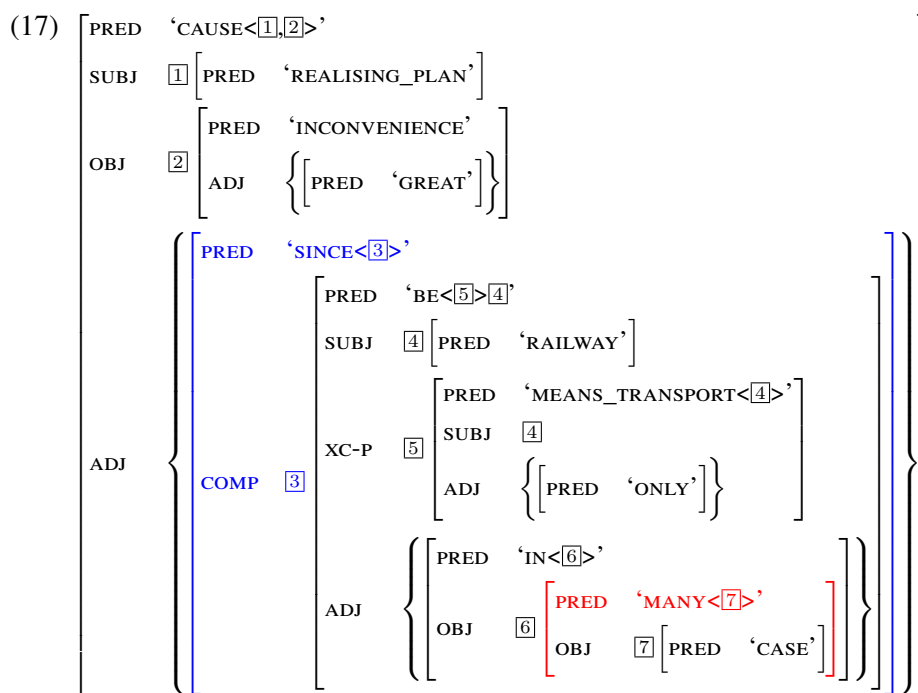 (17) PRED ‘CAUSE<1,2>’
SUBJ 1 [PRED ‘REALISING_PLAN’]
PRED ‘INCONVENIENCE’
OBJ 2
ADJ {[PRED ‘GREAT’]}
PRED ‘SINCE<3>’
PRED ‘BE<5>4’
SUBJ 4 [PRED ‘RAILWAY’]
PRED ‘MEANS_TRANSPORT<4>’
XC-P 5 SUBJ 4
ADJ {[PRED ‘ONLY’]}
ADJ COMP 3
PRED ‘IN<6>’
PRED ‘MANY<7>’
ADJ OBJ 6
OBJ 7 [PRED ‘CASE’]